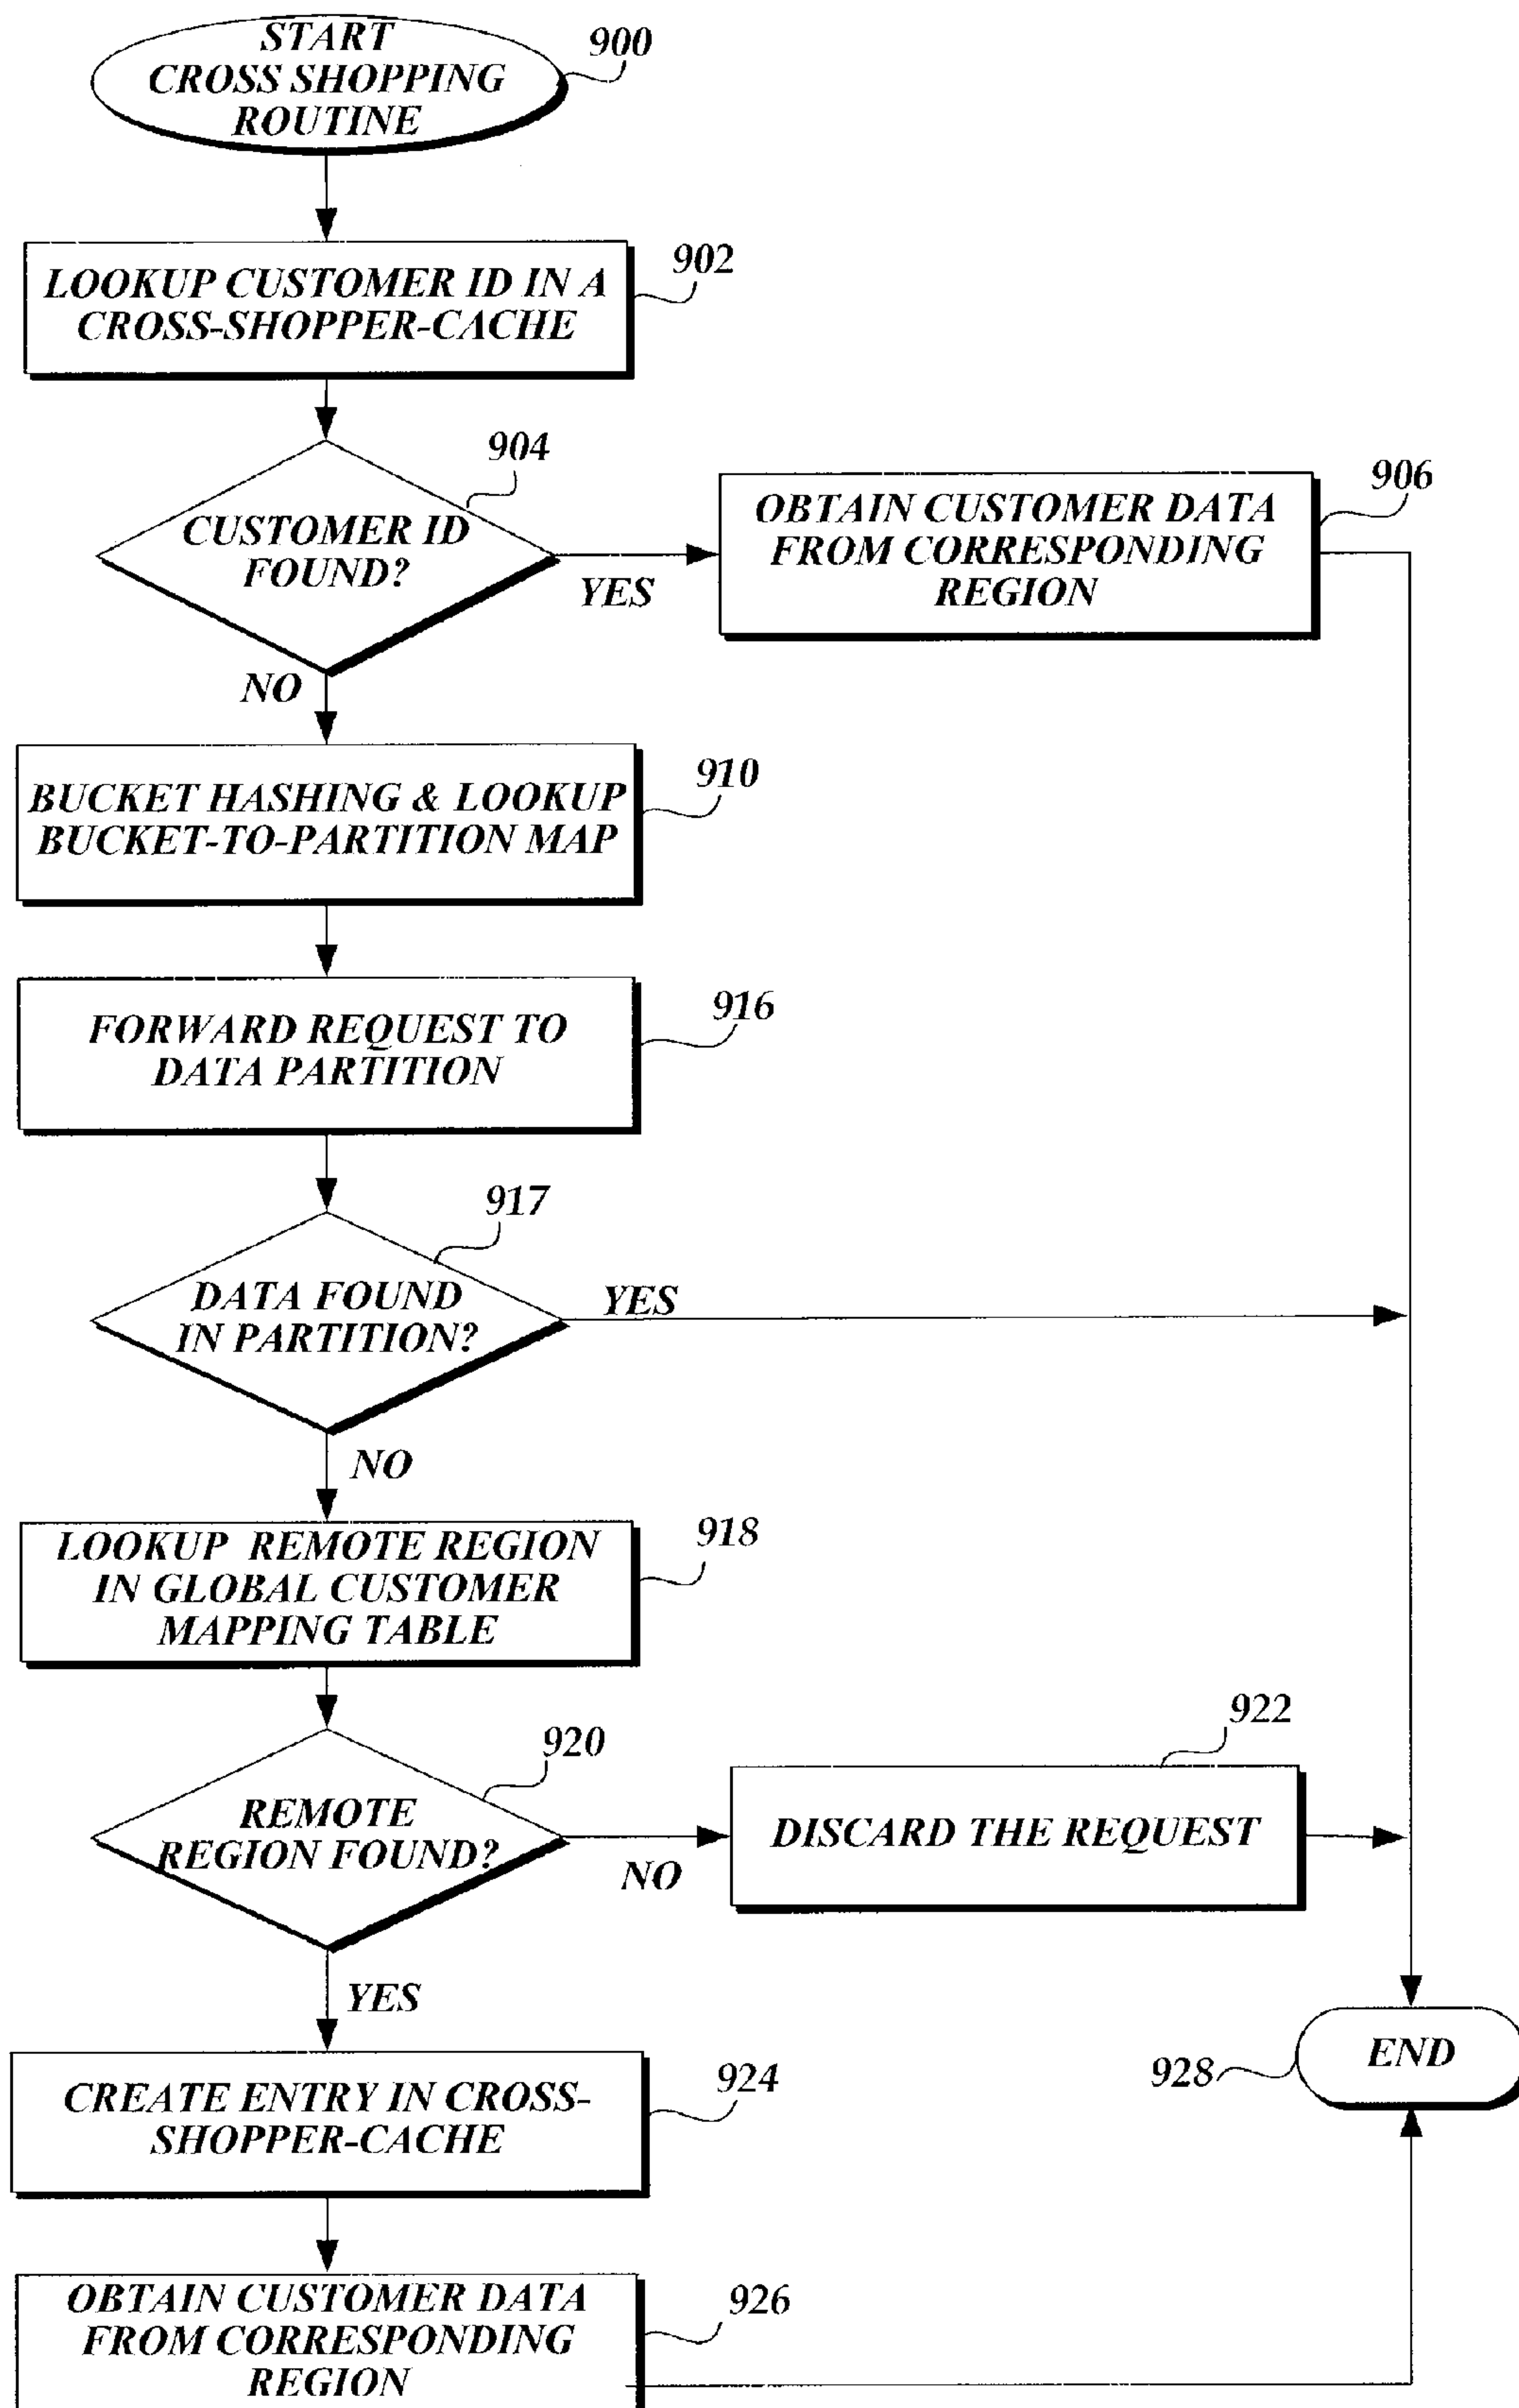 START
CROSS SHOPPING
ROUTINE
900
LOOKUP CUSTOMER ID IN A
CROSS-SHOPPER-CACHE
902
904
CUSTOMER ID
FOUND?
YES
NO
906
OBTAIN CUSTOMER DATA
FROM CORRESPONDING
REGION
BUCKET HASHING & LOOKUP
BUCKET-TO-PARTITION MAP
910
FORWARD REQUEST TO
DATA PARTITION
916
917
DATA FOUND
IN PARTITION?
YES
NO
LOOKUP REMOTE REGION
IN GLOBAL CUSTOMER
MAPPING TABLE
918
920
REMOTE
REGION FOUND?
NO
YES
922
DISCARD THE REQUEST
CREATE ENTRY IN CROSS-
SHOPPER-CACHE
924
928
END
OBTAIN CUSTOMER DATA
FROM CORRESPONDING
REGION
926